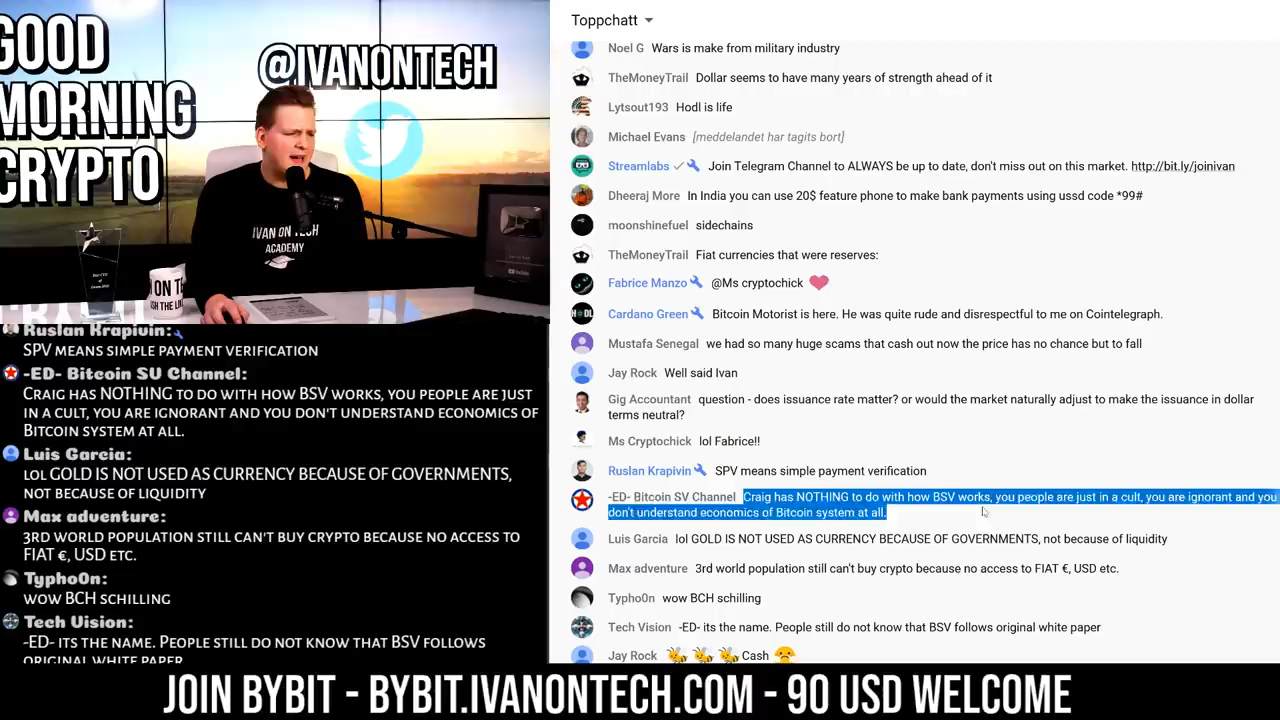 GOOD
MORNING
CRYPTO
@IVANONTECH
IVAN ON TECH
ACADEMY
Ruslan Krapivin:
SPV MEANS SIMPLE PAYMENT VERIFICATION
-ED- Bitcoin SV Channel:
CRAIG HAS NOTHING TO DO WITH HOW BSV WORKS, YOU PEOPLE ARE JUST
IN A CULT, YOU ARE IGNORANT AND YOU DON'T UNDERSTAND ECONOMICS OF
BITCOIN SYSTEM AT ALL.
Luis Garcia:
LOL GOLD IS NOT USED AS CURRENCY BECAUSE OF GOVERNMENTS,
NOT BECAUSE OF LIQUIDITY
Max adventure:
3RD WORLD POPULATION STILL CAN'T BUY CRYPTO BECAUSE NO ACCESS TO
FIAT €, USD ETC.
Typho0n:
WOW BCH SCHILLING
Tech Vision:
-ED- ITS THE NAME. PEOPLE STILL DO NOT KNOW THAT BSV FOLLOWS
ORIGINAL WHITE PAPER
Toppchatt
Noel G Wars is make from military industry
TheMoneyTrail Dollar seems to have many years of strength ahead of it
Lytsout193 Hodl is life
Michael Evans [meddelandet har tagits bort]
Streamlabs Join Telegram Channel to ALWAYS be up to date, don't miss out on this market. http://bit.ly/joinivan
Dheeraj More In India you can use 20$ feature phone to make bank payments using ussd code *99#
moonshinefuel sidechains
TheMoneyTrail Fiat currencies that were reserves:
Fabrice Manzo @Ms cryptochick
Cardano Green Bitcoin Motorist is here. He was quite rude and disrespectful to me on Cointelegraph.
Mustafa Senegal we had so many huge scams that cash out now the price has no chance but to fall
Jay Rock Well said Ivan
Gig Accountant question - does issuance rate matter? or would the market naturally adjust to make the issuance in dollar
terms neutral?
Ms Cryptochick lol Fabrice!!
Ruslan Krapivin SPV means simple payment verification
-ED- Bitcoin SV Channel Craig has NOTHING to do with how BSV works, you people are just in a cult, you are ignorant and you
don't understand economics of Bitcoin system at all.
Luis Garcia lol GOLD IS NOT USED AS CURRENCY BECAUSE OF GOVERNMENTS, not because of liquidity
Max adventure 3rd world population still can't buy crypto because no access to FIAT €, USD etc.
Typho0n wow BCH schilling
Tech Vision -ED- its the name. People still do not know that BSV follows original white paper
Jay Rock Cash
JOIN BYBIT - BYBIT.IVANONTECH.COM - 90 USD WELCOME